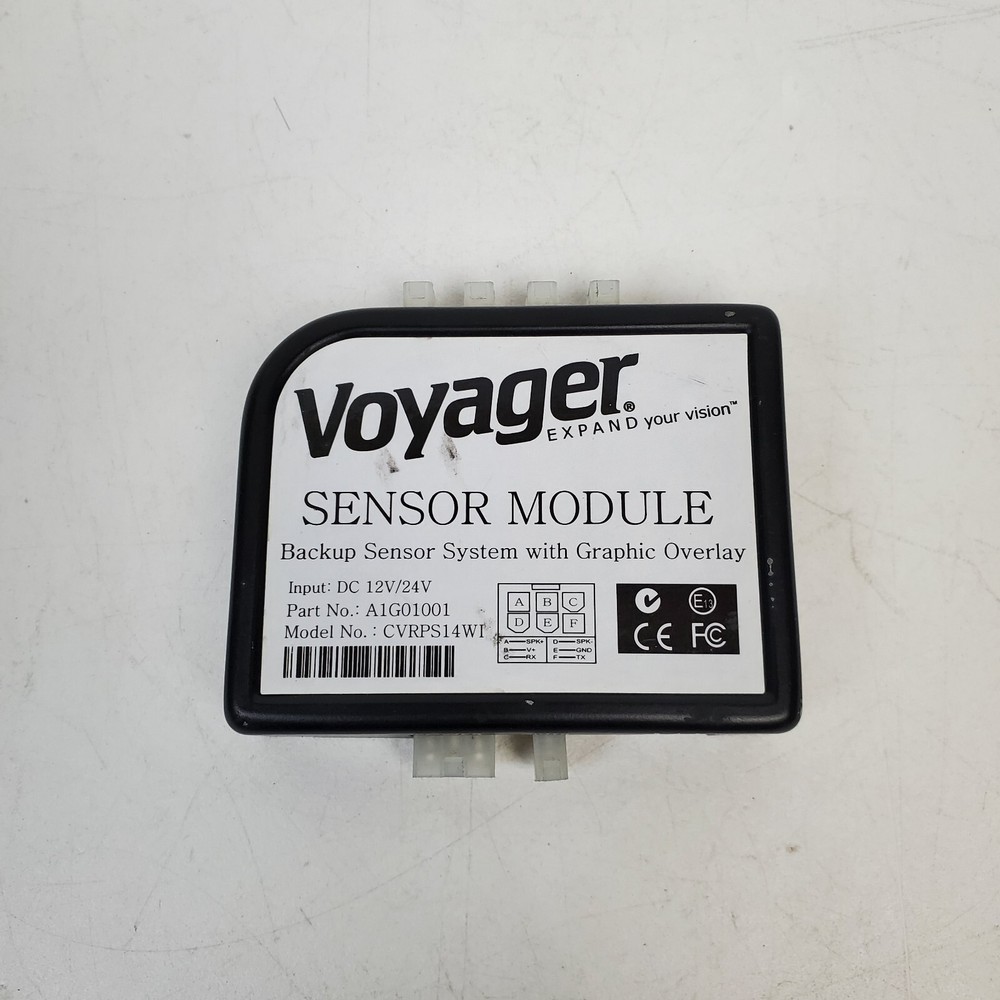 Voyager®
EXPAND your vision™
SENSOR MODULE
Backup Sensor System with Graphic Overlay
Input: DC 12V/24V
Part No.: A1G01001
Model No. : CVRPS14WI
A B C
D E F
A SPK+ D SPK-
B V+ E GND
C RX F TX
E13
CE FC